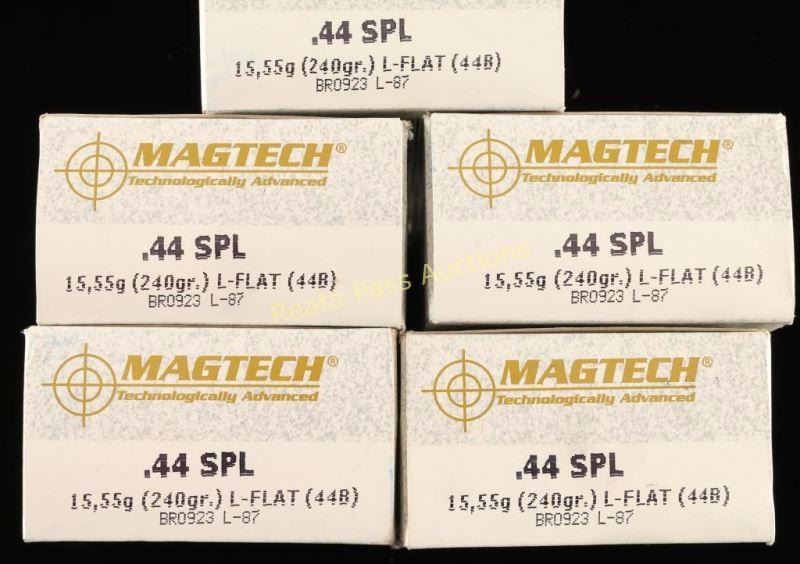 .44 SPL
15,55g (240gr.) L-FLAT (44B)
BR0923 L-87
MAGTECH®
Technologically Advanced
.44 SPL
15,55g (240gr.) L-FLAT (44B)
BR0923 L-87
MAGTECH®
Technologically Advanced
.44 SPL
15,55g (240gr.) L-FLAT (44B)
BR0923 L-87
Reata Pass Auctions
MAGTECH®
Technologically Advanced
.44 SPL
15,55g (240gr.) L-FLAT (44B)
BR0923 L-87
MAGTECH®
Technologically Advanced
.44 SPL
15,55g (240gr.) L-FLAT (44B)
BR0923 L-87